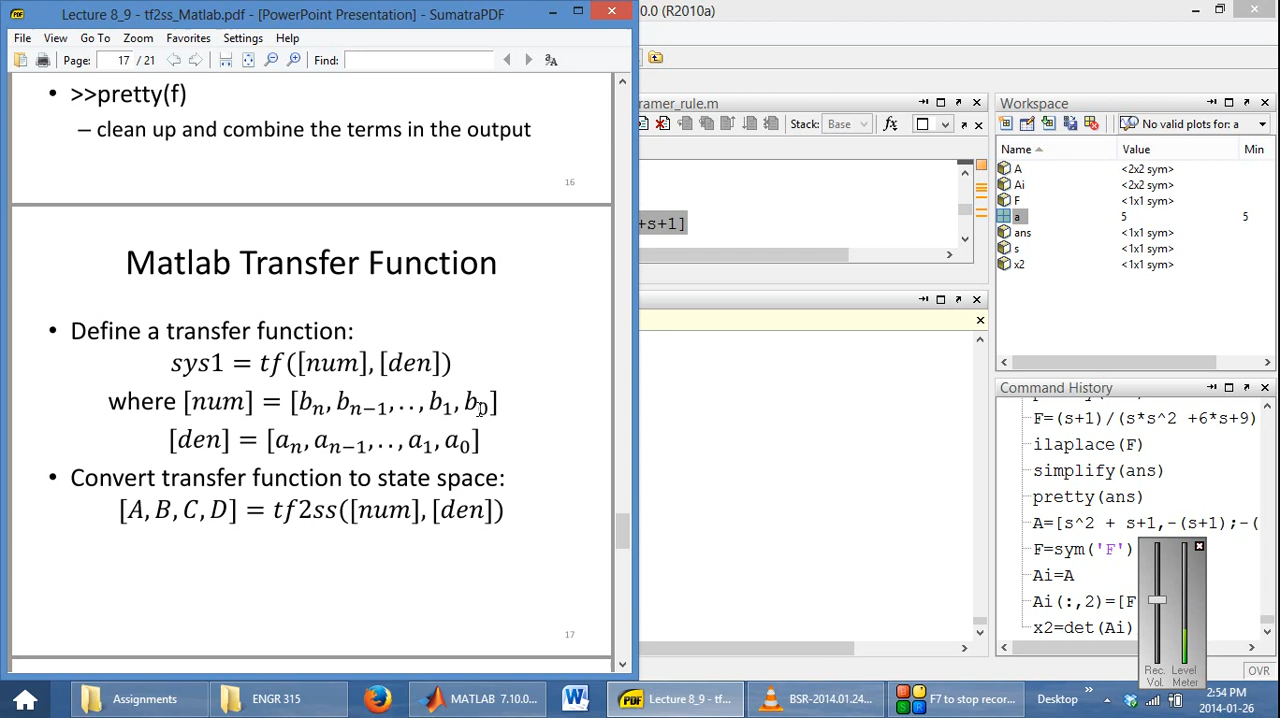 Lecture 8_9 - tf2ss_Matlab.pdf - [PowerPoint Presentation] - SumatraPDF
File View Go To Zoom Favorites Settings Help
Page: 17 / 21 Find:
• >>pretty(f)
– clean up and combine the terms in the output
16
Matlab Transfer Function
• Define a transfer function:
sys1 = tf([num], [den])
where [num] = [bₙ, bₙ₋₁, . . , b₁, b₀]
[den] = [aₙ, aₙ₋₁, . . , a₁, a₀]
• Convert transfer function to state space:
[A, B, C, D] = tf2ss([num], [den])
17
.0 (R2010a)
ramer_rule.m
Stack: Base fx
+s+1]
Workspace
No valid plots for: a
Name Value Min
A <2x2 sym>
Ai <2x2 sym>
F <1x1 sym>
a 5 5
ans <1x1 sym>
s <1x1 sym>
x2 <1x1 sym>
Command History
F=(s+1)/(s*s^2 +6*s+9)
ilaplace(F)
simplify(ans)
pretty(ans)
A=[s^2 + s+1,-(s+1);-(
F=sym('F')
Ai=A
Ai(:,2)=[F
x2=det(Ai)
Rec. Level
Vol. Meter
OVR
Assignments ENGR 315 MATLAB 7.10.0... Lecture 8_9 - tf... BSR-2014.01.24... F7 to stop recor... Desktop »
2:54 PM
2014-01-26